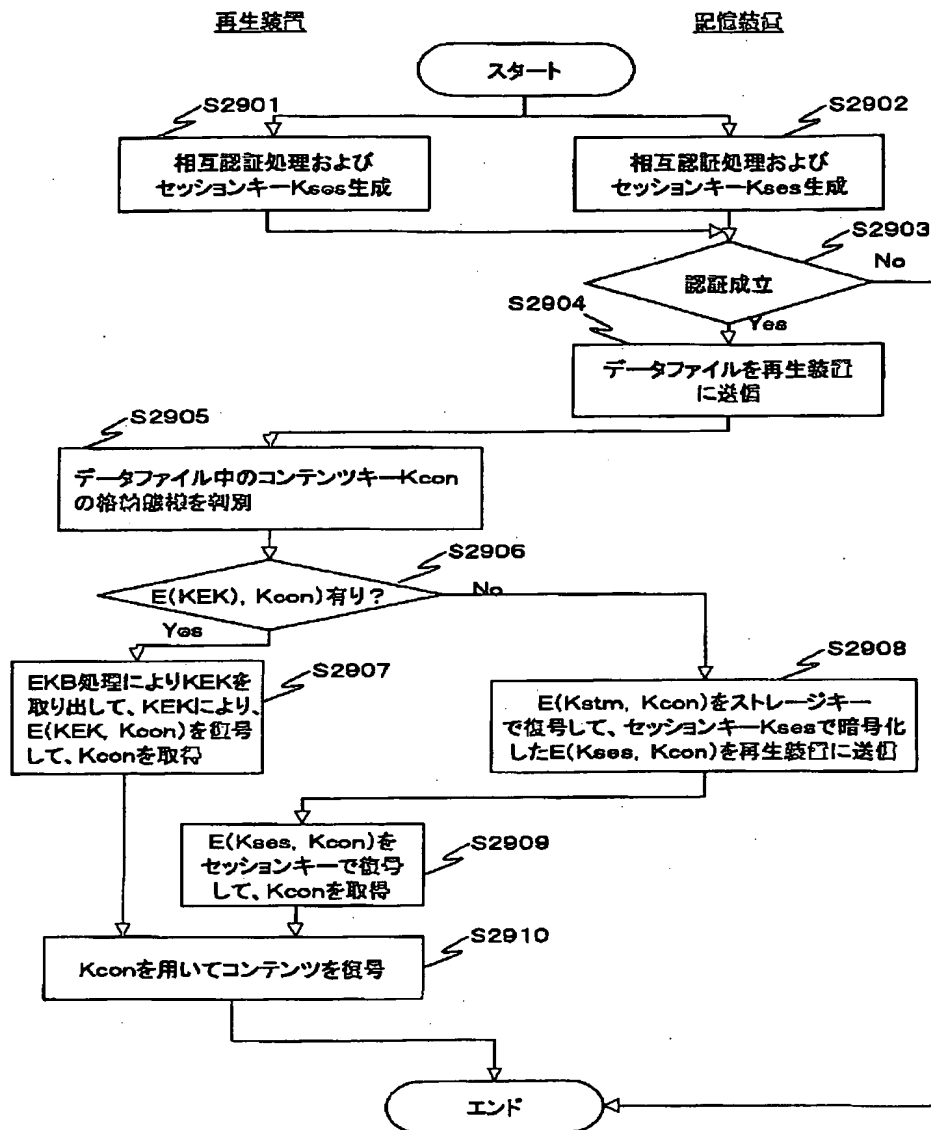 再生装置
記憶装置
スタート
S2901
S2902
相互認証処理および
セッションキーKses生成
相互認証処理および
セッションキーKses生成
S2903
認証成立
No
Yes
S2904
データファイルを再生装置
に送信
S2905
データファイル中のコンテンツキーKcon
の格納態様を判別
S2906
E(KEK), Kcon)有り?
No
Yes
S2907
EKB処理によりKEKを
取り出して、KEKにより、
E(KEK, Kcon)を復号
して、Kconを取得
S2908
E(Kstm, Kcon)をストレージキー
で復号して、セッションキーKsesで暗号化
したE(Kses, Kcon)を再生装置に送信
S2909
E(Kses, Kcon)を
セッションキーで復号
して、Kconを取得
S2910
Kconを用いてコンテンツを復号
エンド